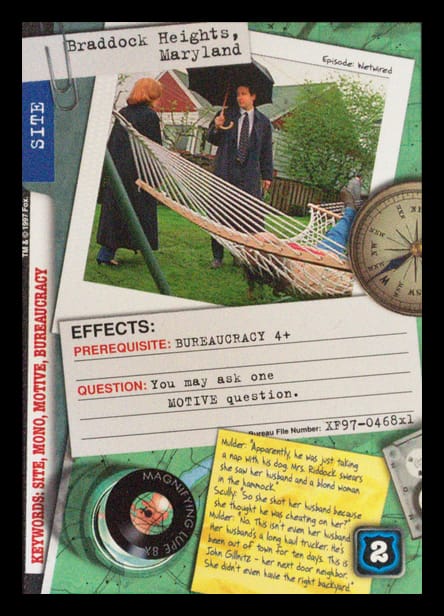 Braddock Heights,
Maryland
Episode: Wetwired
SITE
TM & © 1997 Fox.
KEYWORDS: SITE, MONO, MOTIVE, BUREAUCRACY
EFFECTS:
PREREQUISITE: BUREAUCRACY 4+
QUESTION: You may ask one
MOTIVE question.
Bureau File Number: XF97-0468x1
MAGNIFYING LUPE 8X
Mulder: "Apparently, he was just taking
a nap with his dog. Mrs. Riddock swears
she saw her husband and a blond woman
in the hammock."
Scully: "So she shot her husband because
she thought he was cheating on her?"
Mulder: "No. This isn't even her husband.
Her husband's a long haul trucker. He's
been out of town for ten days. This is
John Gillnitz - her next door neighbor.
She didn't even have the right backyard."
2